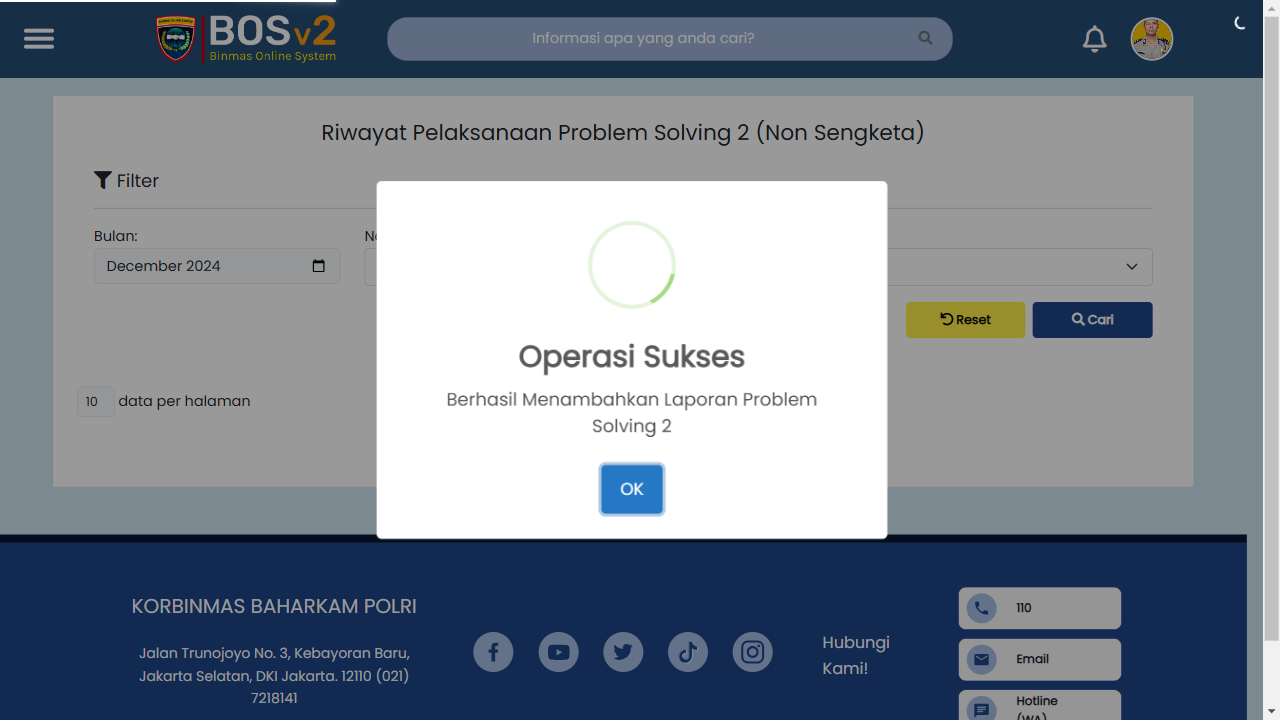 BOSv2
Binmas Online System
Informasi apa yang anda cari?
Riwayat Pelaksanaan Problem Solving 2 (Non Sengketa)
Filter
Bulan:
December 2024
Reset
Cari
10 data per halaman
Operasi Sukses
Berhasil Menambahkan Laporan Problem
Solving 2
OK
KORBINMAS BAHARKAM POLRI
Jalan Trunojoyo No. 3, Kebayoran Baru,
Jakarta Selatan, DKI Jakarta. 12110 (021)
7218141
Hubungi
Kami!
110
Email
Hotline
(WA)